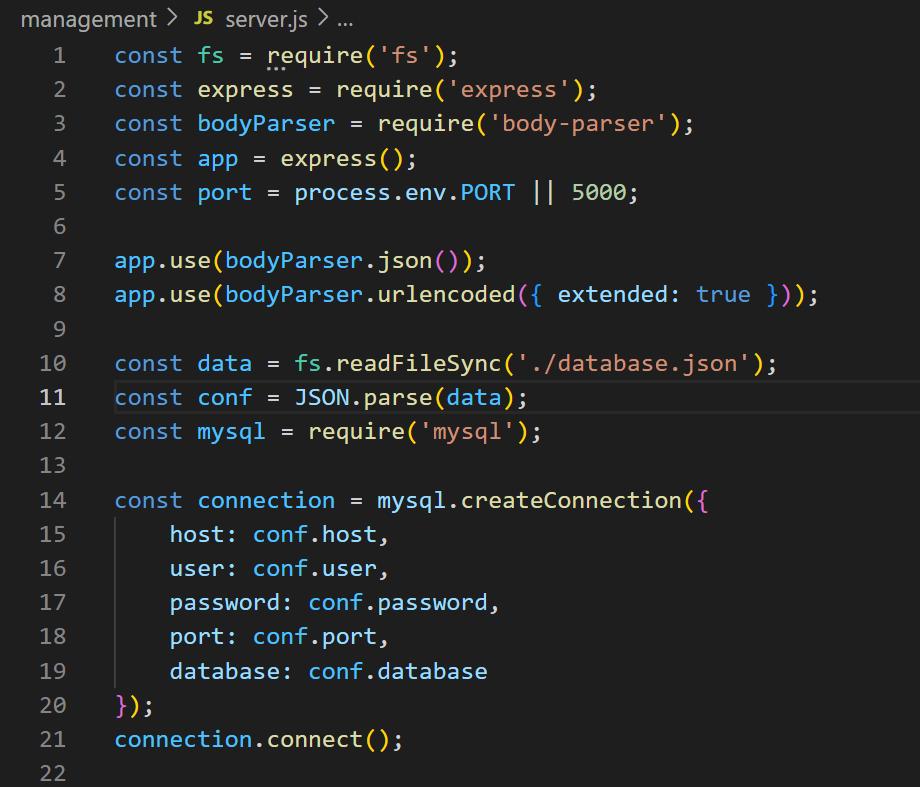 management > JS server.js > ...
1 const fs = require('fs');
2 const express = require('express');
3 const bodyParser = require('body-parser');
4 const app = express();
5 const port = process.env.PORT || 5000;
6
7 app.use(bodyParser.json());
8 app.use(bodyParser.urlencoded({ extended: true }));
9
10 const data = fs.readFileSync('./database.json');
11 const conf = JSON.parse(data);
12 const mysql = require('mysql');
13
14 const connection = mysql.createConnection({
15     host: conf.host,
16     user: conf.user,
17     password: conf.password,
18     port: conf.port,
19     database: conf.database
20 });
21 connection.connect();
22